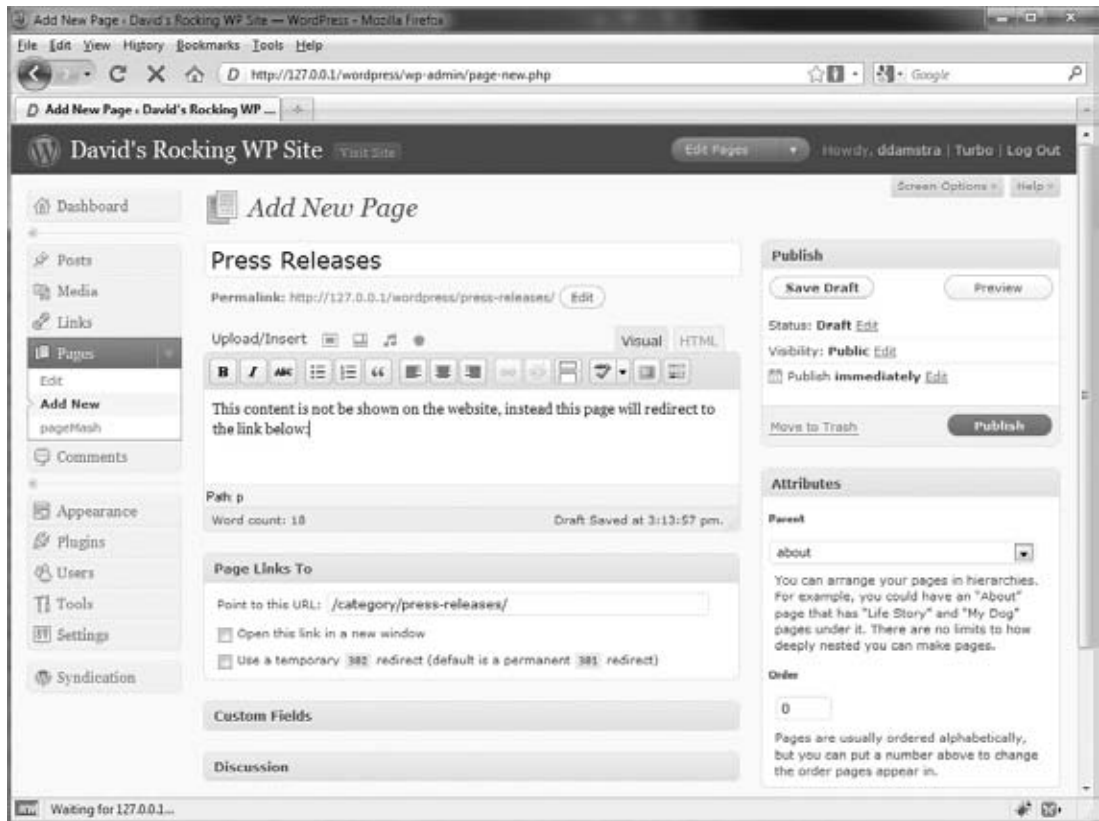 Add New Page ‹ David's Rocking WP Site — WordPress - Mozilla Firefox
File Edit View History Bookmarks Tools Help
http://127.0.0.1/wordpress/wp-admin/page-new.php
Google
Add New Page ‹ David's Rocking WP ...
David's Rocking WP Site Visit Site
Edit Pages
Howdy, ddamstra | Turbo | Log Out
Screen Options
Help
Dashboard
Posts
Media
Links
Pages
Edit
Add New
pageMash
Comments
Appearance
Plugins
Users
Tools
Settings
Syndication
Add New Page
Press Releases
Permalink: http://127.0.0.1/wordpress/press-releases/ Edit
Upload/Insert
Visual HTML
B I ABC
This content is not be shown on the website, instead this page will redirect to
the link below:
Path: p
Word count: 18
Draft Saved at 3:13:57 pm.
Page Links To
Point to this URL: /category/press-releases/
Open this link in a new window
Use a temporary 302 redirect (default is a permanent 301 redirect)
Custom Fields
Discussion
Publish
Save Draft
Preview
Status: Draft Edit
Visibility: Public Edit
Publish immediately Edit
Move to Trash
Publish
Attributes
Parent
about
You can arrange your pages in hierarchies.
For example, you could have an "About"
page that has "Life Story" and "My Dog"
pages under it. There are no limits to how
deeply nested you can make pages.
Order
0
Pages are usually ordered alphabetically,
but you can put a number above to change
the order pages appear in.
Waiting for 127.0.0.1...